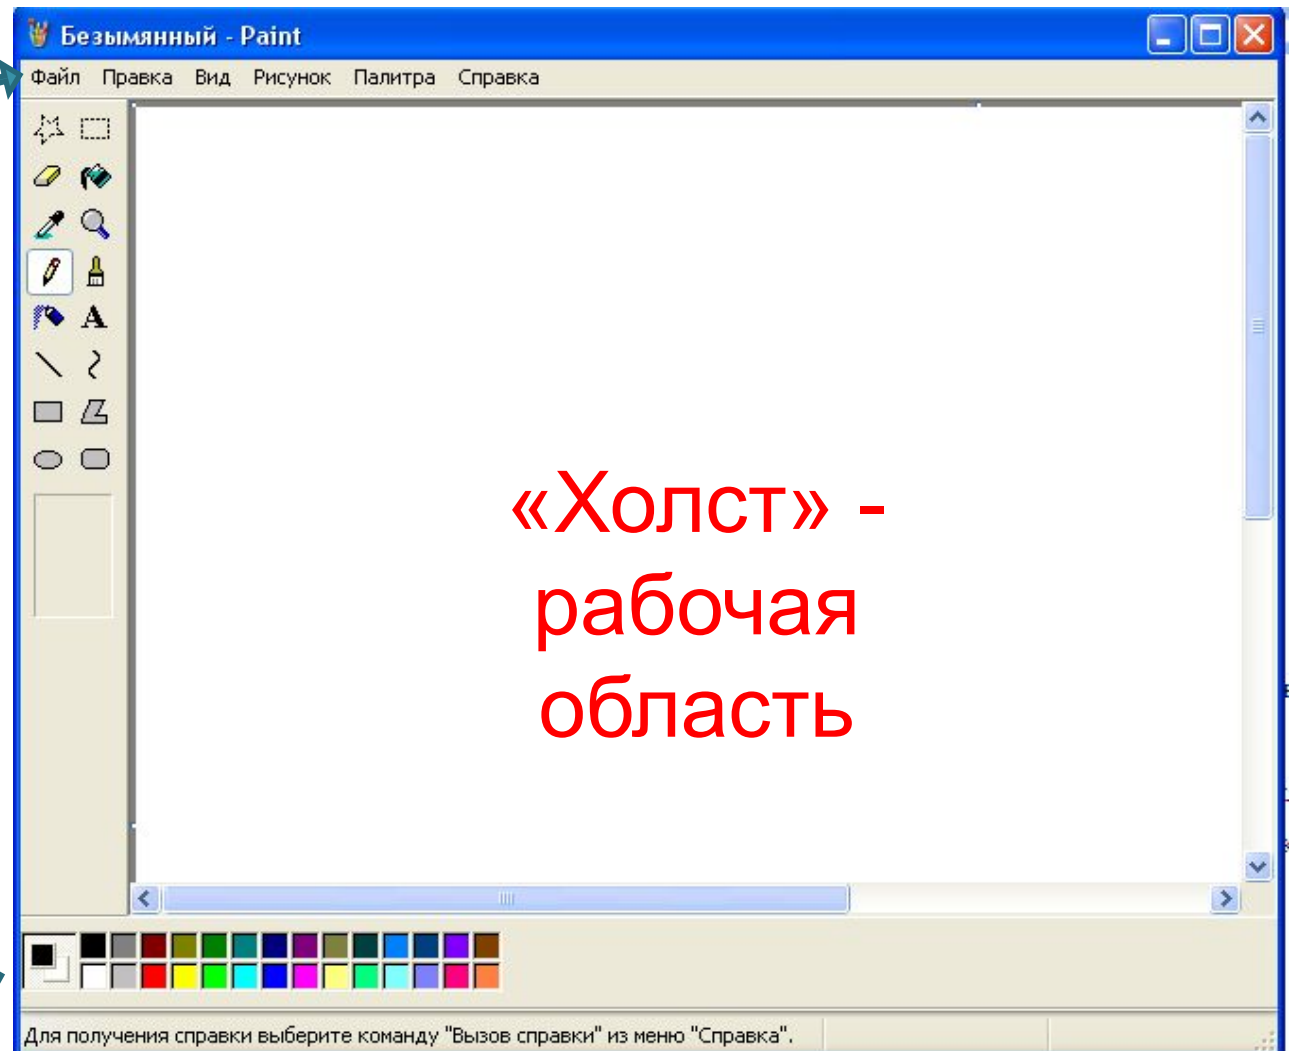 Безымянный - Paint
Файл Правка Вид Рисунок Палитра Справка
A
«Холст» -
рабочая
область
Для получения справки выберите команду "Вызов справки" из меню "Справка".